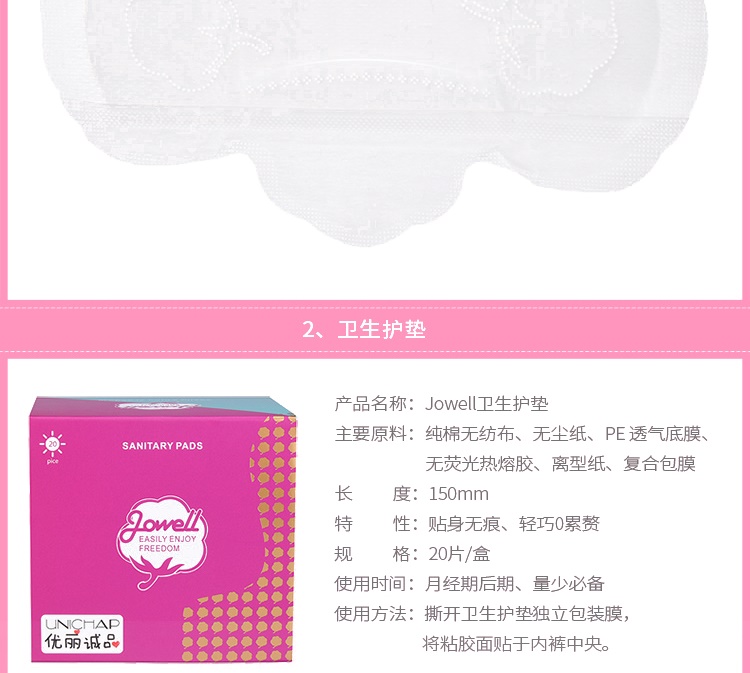 2、卫生护垫
20
pice
SANITARY PADS
Jowell
EASILY ENJOY
FREEDOM
UNICHAP
优丽诚品
产品名称：Jowell卫生护垫
主要原料：纯棉无纺布、无尘纸、PE 透气底膜、
无荧光热熔胶、离型纸、复合包膜
长 度：150mm
特 性：贴身无痕、轻巧0累赘
规 格：20片/盒
使用时间：月经期后期、量少必备
使用方法：撕开卫生护垫独立包装膜，
将粘胶面贴于内裤中央。